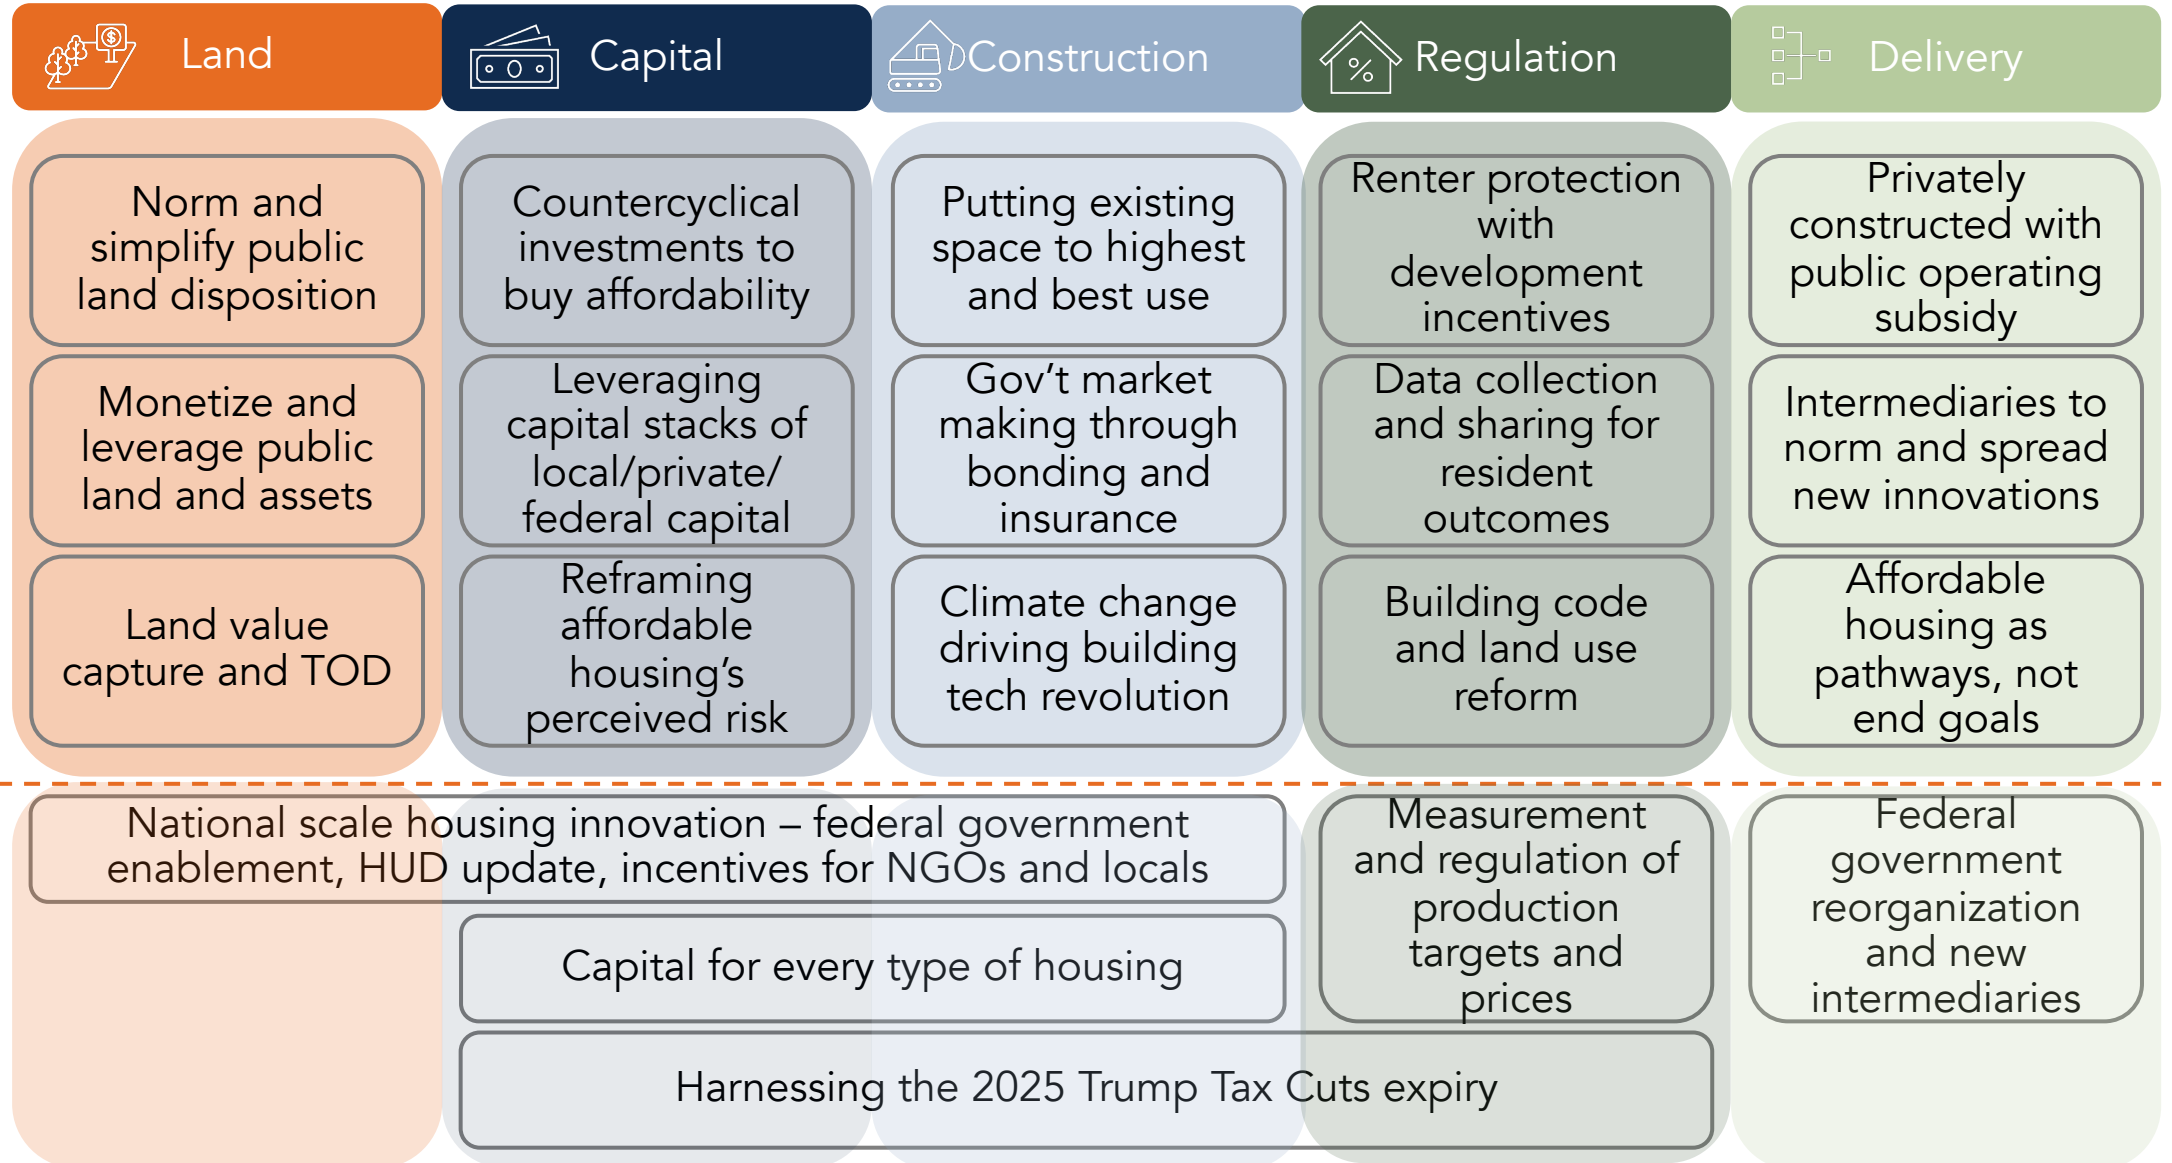 Land
Capital
Construction
Regulation
Delivery
Norm and
simplify public
land disposition
Countercyclical
investments to
buy affordability
Putting existing
space to highest
and best use
Renter protection
with
development
incentives
Privately
constructed with
public operating
subsidy
Monetize and
leverage public
land and assets
Leveraging
capital stacks of
local/private/
federal capital
Gov’t market
making through
bonding and
insurance
Data collection
and sharing for
resident
outcomes
Intermediaries to
norm and spread
new innovations
Land value
capture and TOD
Reframing
affordable
housing’s
perceived risk
Climate change
driving building
tech revolution
Building code
and land use
reform
Affordable
housing as
pathways, not
end goals
National scale housing innovation – federal government
enablement, HUD update, incentives for NGOs and locals
Measurement
and regulation of
production
targets and
prices
Federal
government
reorganization
and new
intermediaries
Capital for every type of housing
Harnessing the 2025 Trump Tax Cuts expiry